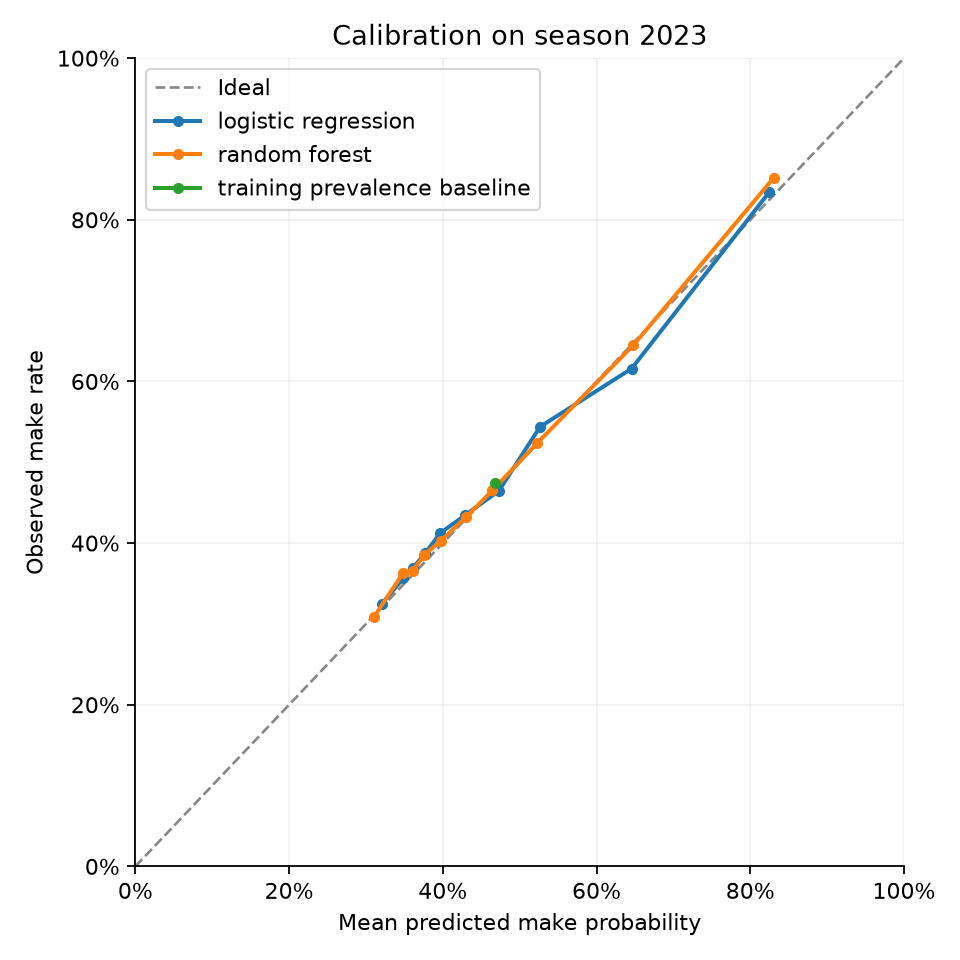 Calibration on season 2023
100%
80%
60%
40%
20%
0%
Observed make rate
Ideal
logistic regression
random forest
training prevalence baseline
0% 20% 40% 60% 80% 100%
Mean predicted make probability